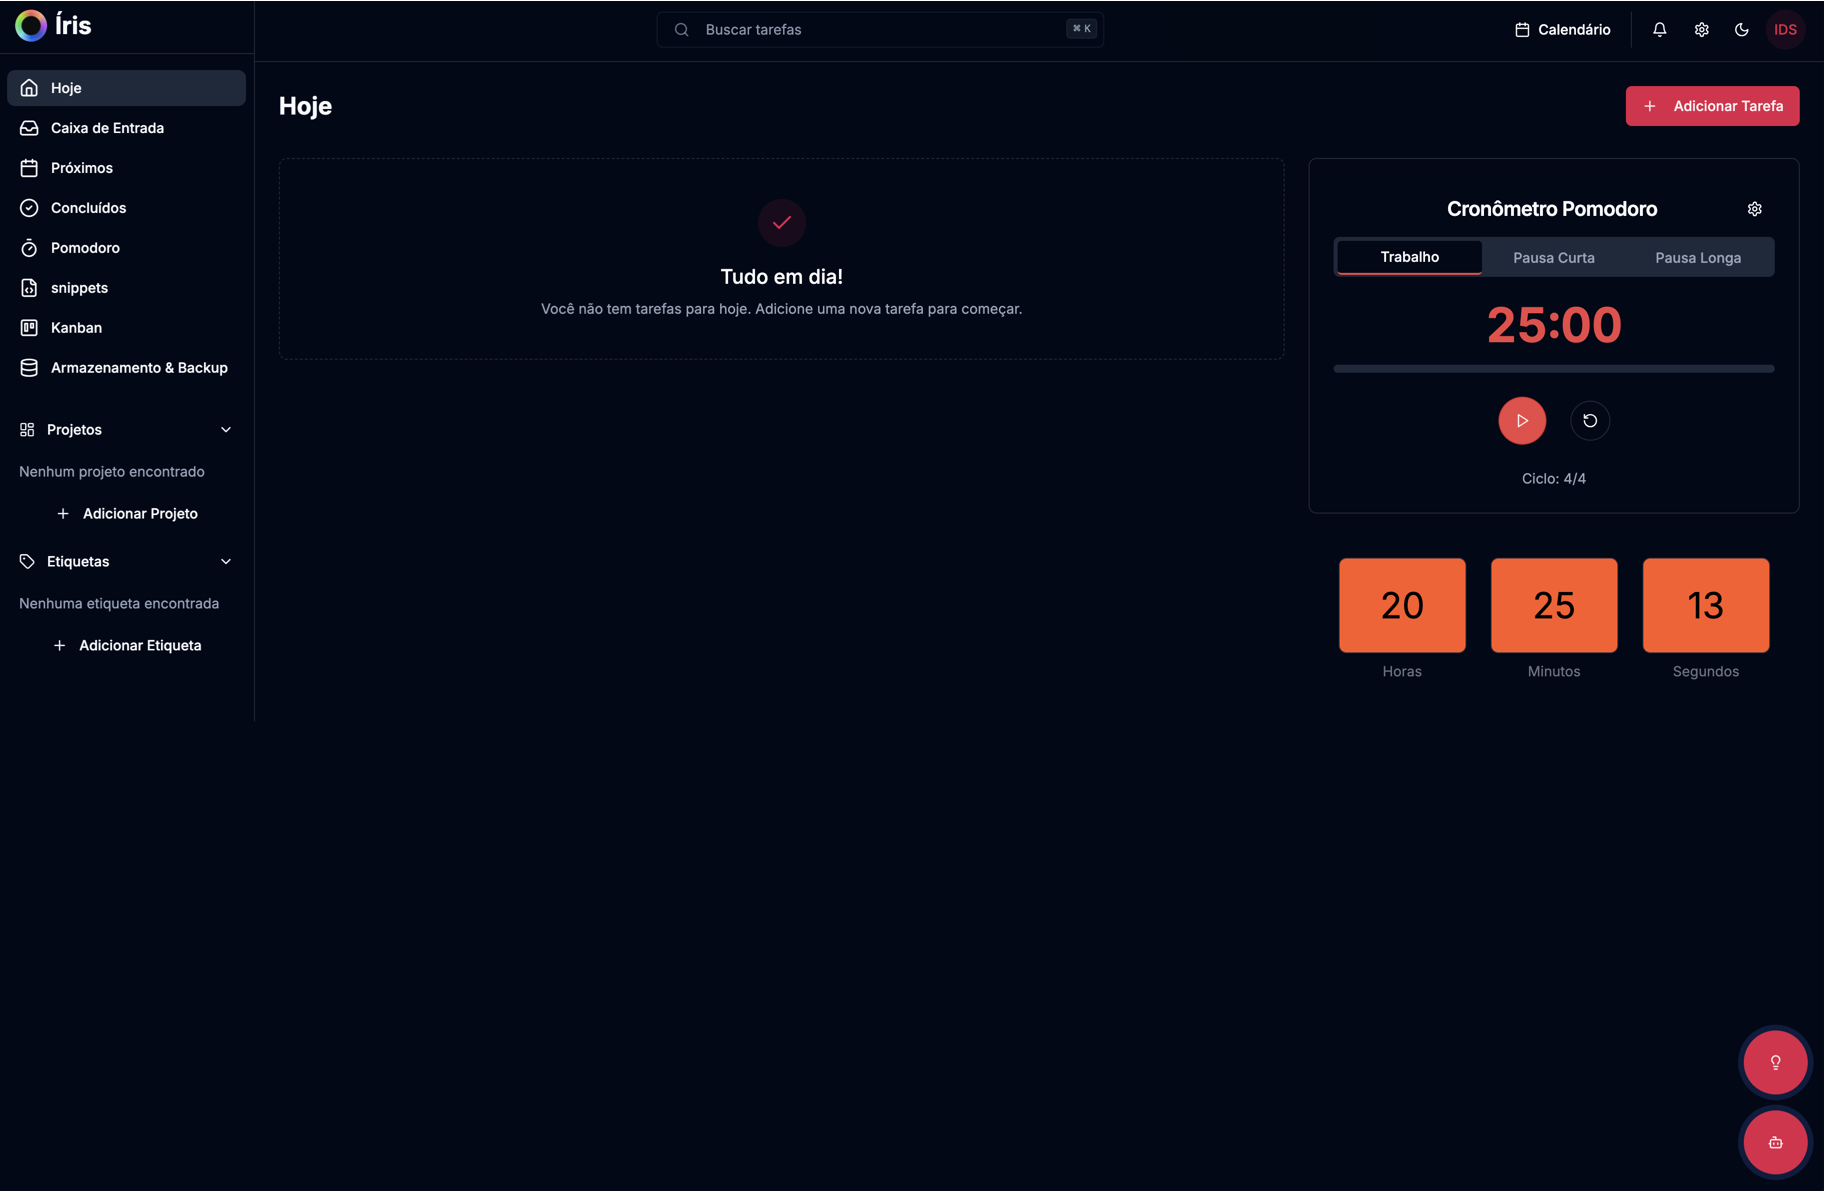 Íris
Buscar tarefas
⌘ K
Calendário
IDS
Hoje
Caixa de Entrada
Próximos
Concluídos
Pomodoro
snippets
Kanban
Armazenamento & Backup
Projetos
Nenhum projeto encontrado
Adicionar Projeto
Etiquetas
Nenhuma etiqueta encontrada
Adicionar Etiqueta
Hoje
Adicionar Tarefa
Tudo em dia!
Você não tem tarefas para hoje. Adicione uma nova tarefa para começar.
Cronômetro Pomodoro
Trabalho Pausa Curta Pausa Longa
25:00
Ciclo: 4/4
20 25 13
Horas Minutos Segundos